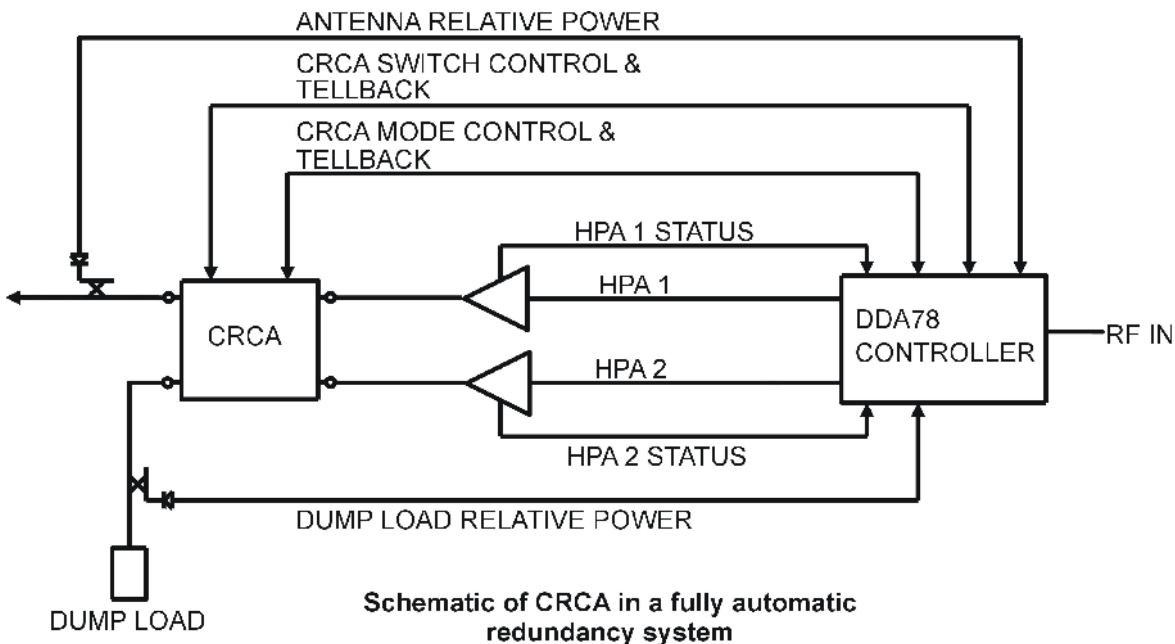 ANTENNA RELATIVE POWER
CRCA SWITCH CONTROL &
TELLBACK
CRCA MODE CONTROL &
TELLBACK
HPA 1 STATUS
HPA 1
CRCA
DDA78
CONTROLLER
RF IN
HPA 2
HPA 2 STATUS
DUMP LOAD RELATIVE POWER
DUMP LOAD
Schematic of CRCA in a fully automatic
redundancy system